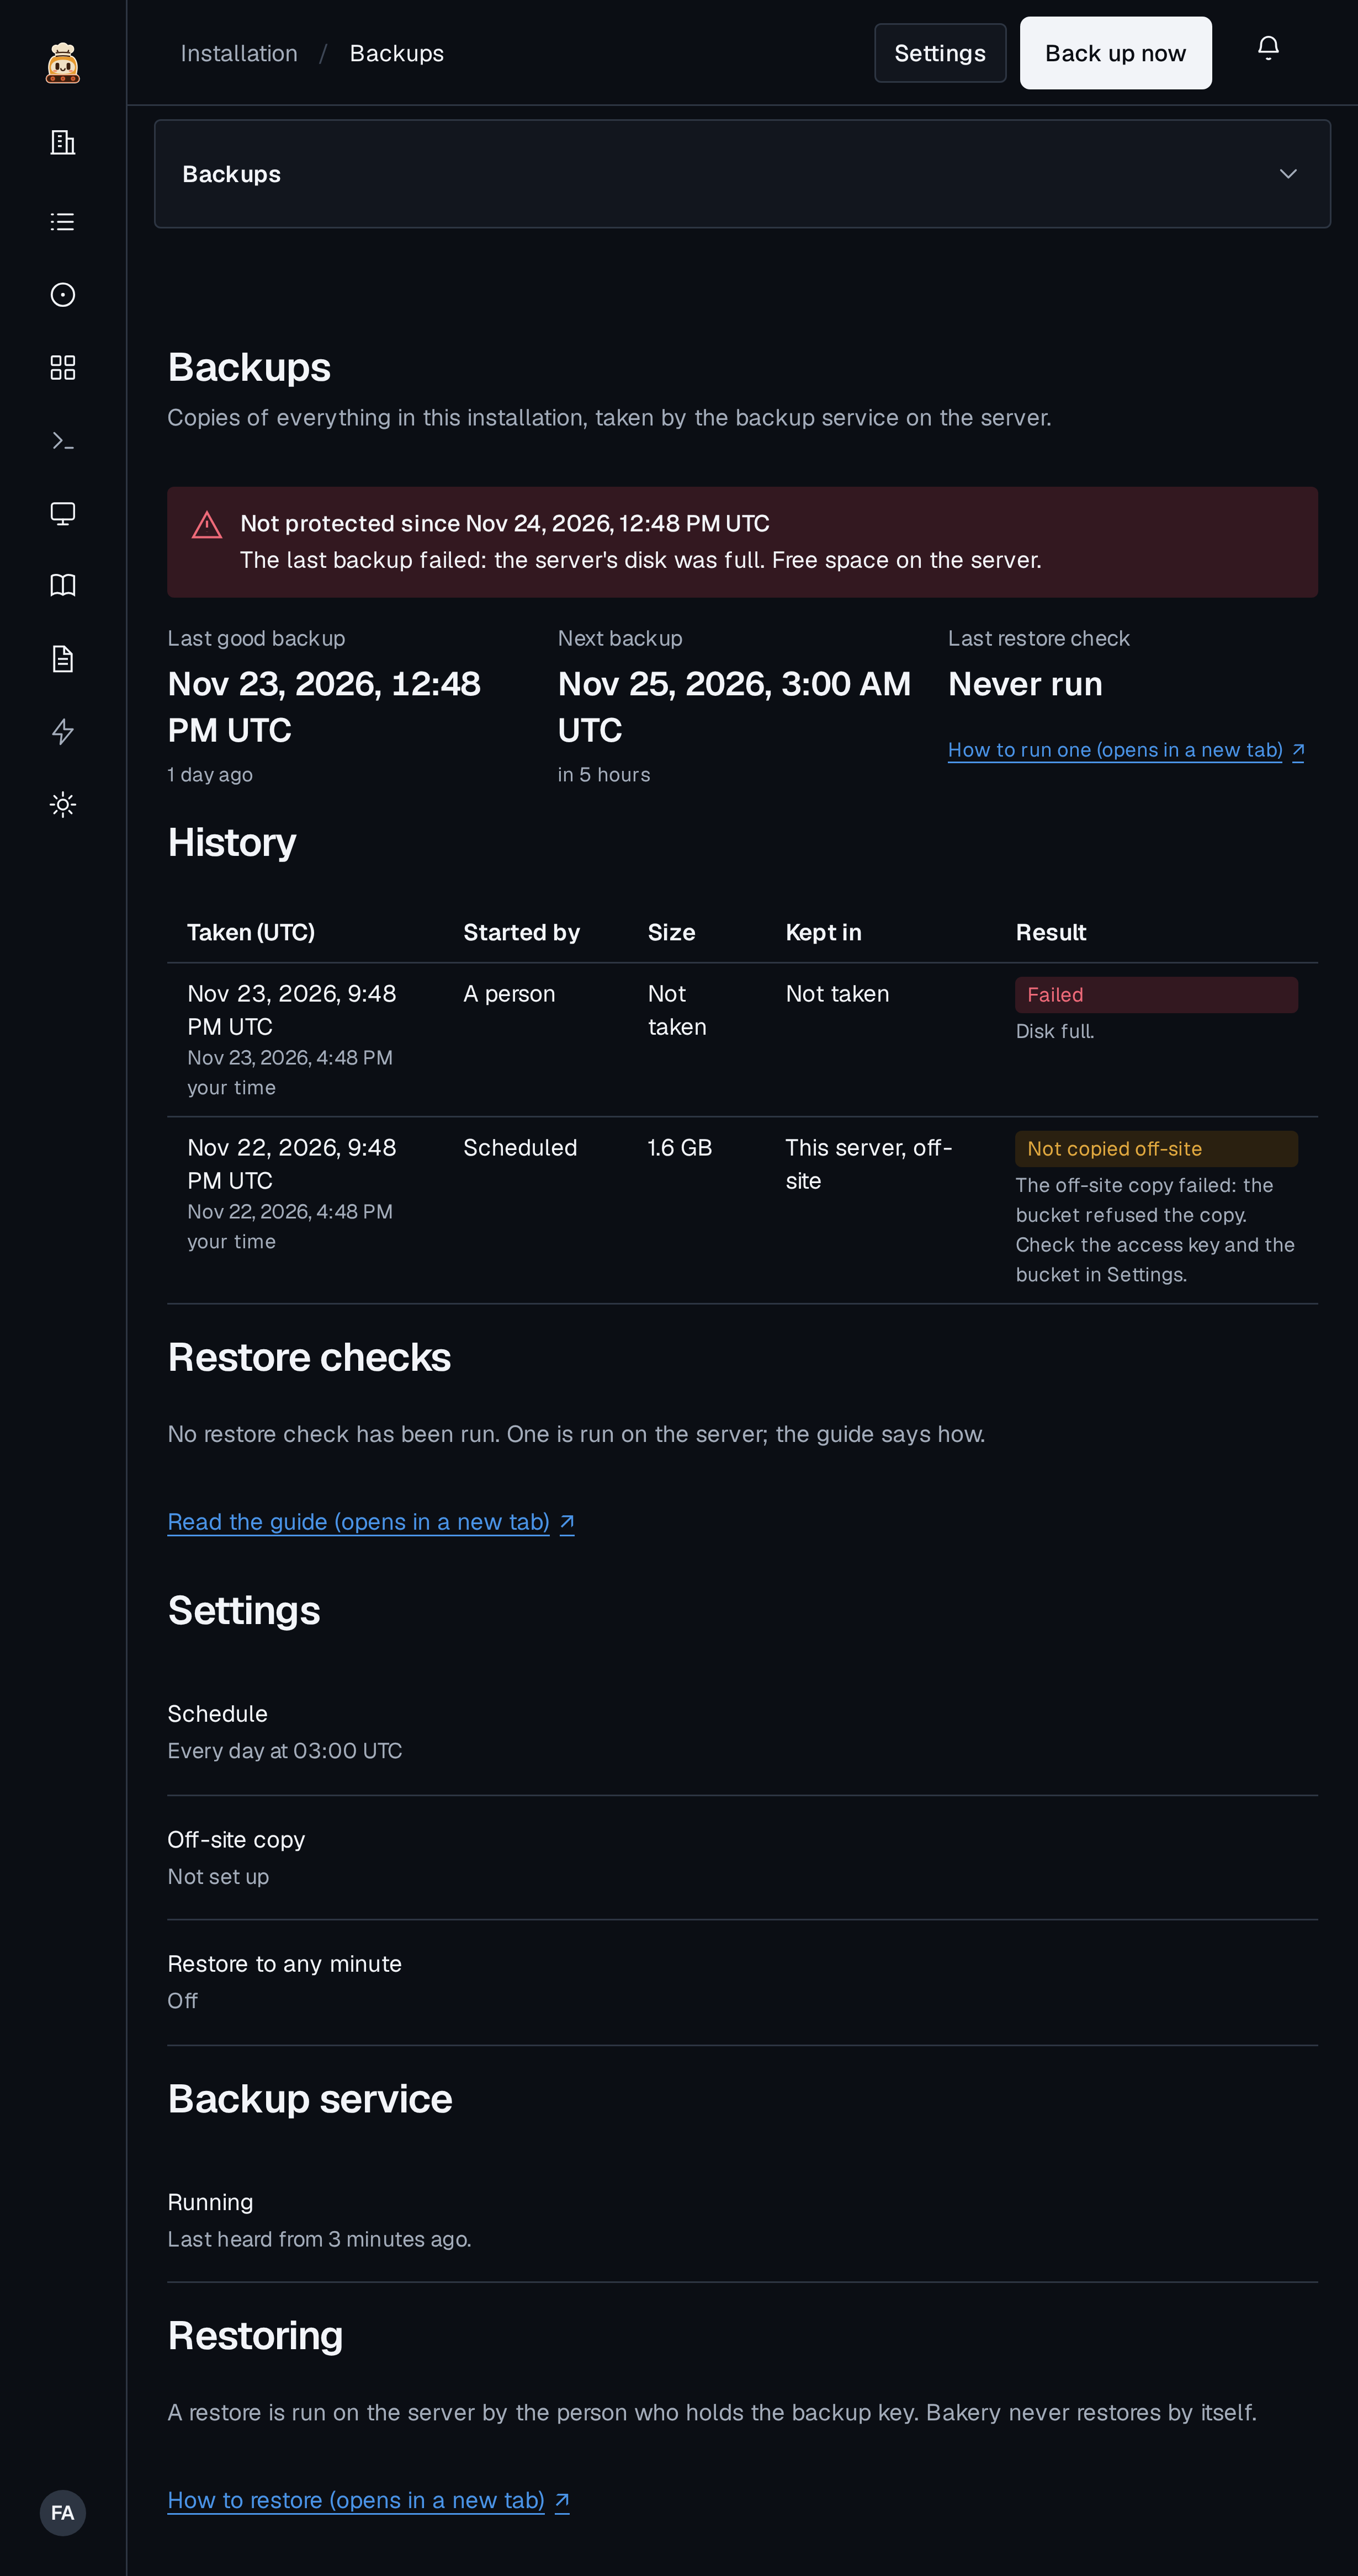 Installation / Backups
Settings
Back up now
Backups
Backups
Copies of everything in this installation, taken by the backup service on the server.
Not protected since Nov 24, 2026, 12:48 PM UTC
The last backup failed: the server's disk was full. Free space on the server.
Last good backup
Nov 23, 2026, 12:48
PM UTC
1 day ago
Next backup
Nov 25, 2026, 3:00 AM
UTC
in 5 hours
Last restore check
Never run
How to run one (opens in a new tab) ↗
History
Taken (UTC)
Started by
Size
Kept in
Result
Nov 23, 2026, 9:48
PM UTC
Nov 23, 2026, 4:48 PM
your time
A person
Not
taken
Not taken
Failed
Disk full.
Nov 22, 2026, 9:48
PM UTC
Nov 22, 2026, 4:48 PM
your time
Scheduled
1.6 GB
This server, off-
site
Not copied off-site
The off-site copy failed: the
bucket refused the copy.
Check the access key and the
bucket in Settings.
Restore checks
No restore check has been run. One is run on the server; the guide says how.
Read the guide (opens in a new tab) ↗
Settings
Schedule
Every day at 03:00 UTC
Off-site copy
Not set up
Restore to any minute
Off
Backup service
Running
Last heard from 3 minutes ago.
Restoring
A restore is run on the server by the person who holds the backup key. Bakery never restores by itself.
How to restore (opens in a new tab) ↗
FA